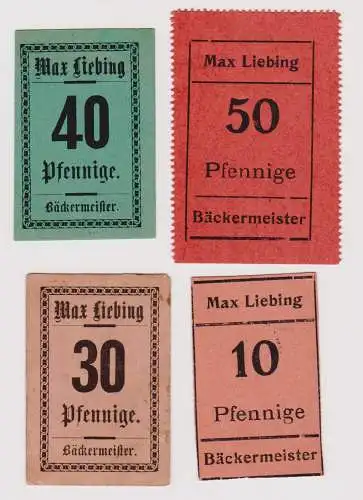 Max Liebing
40
Pfennige.
Bäckermeister.
Max Liebing
50
Pfennige
Bäckermeister
Max Liebing
30
Pfennige.
Bäckermeister.
Max Liebing
10
Pfennige
Bäckermeister